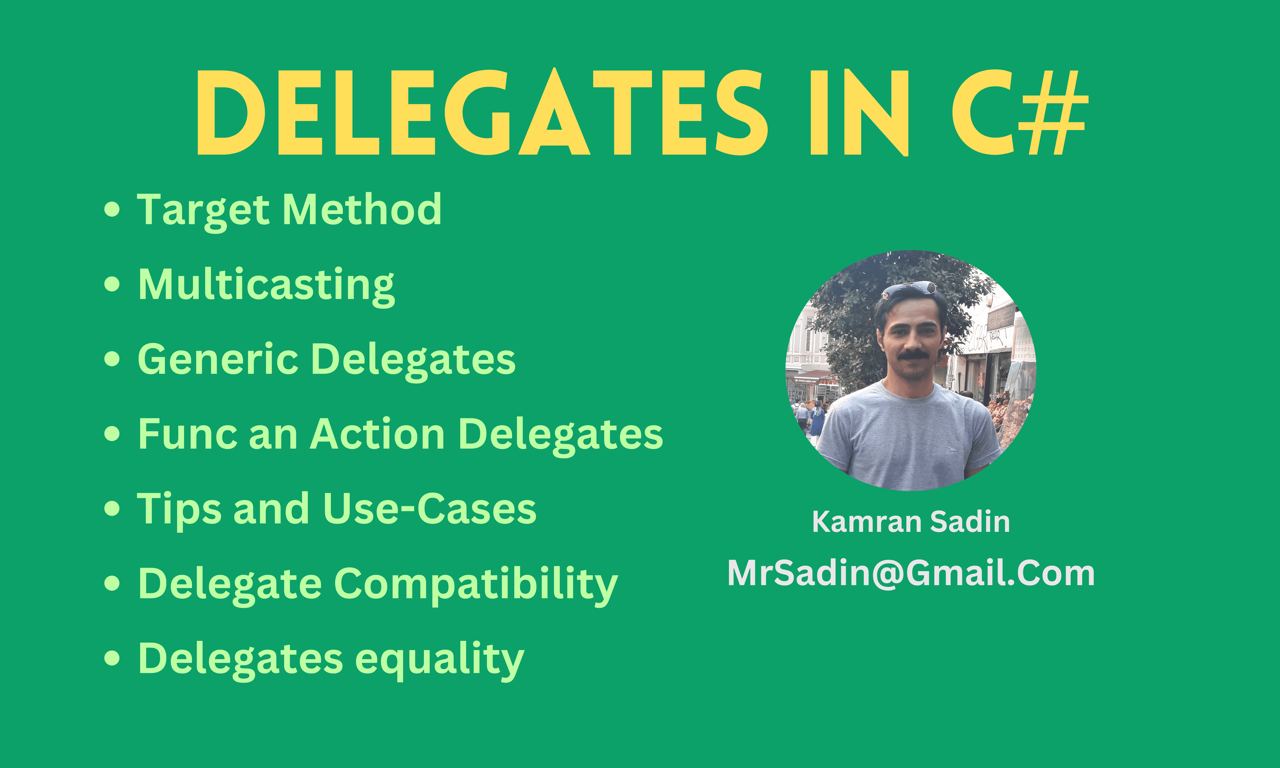 DELEGATES IN C#
• Target Method
• Multicasting
• Generic Delegates
• Func an Action Delegates
• Tips and Use-Cases
• Delegate Compatibility
• Delegates equality
Kamran Sadin
MrSadin@Gmail.Com